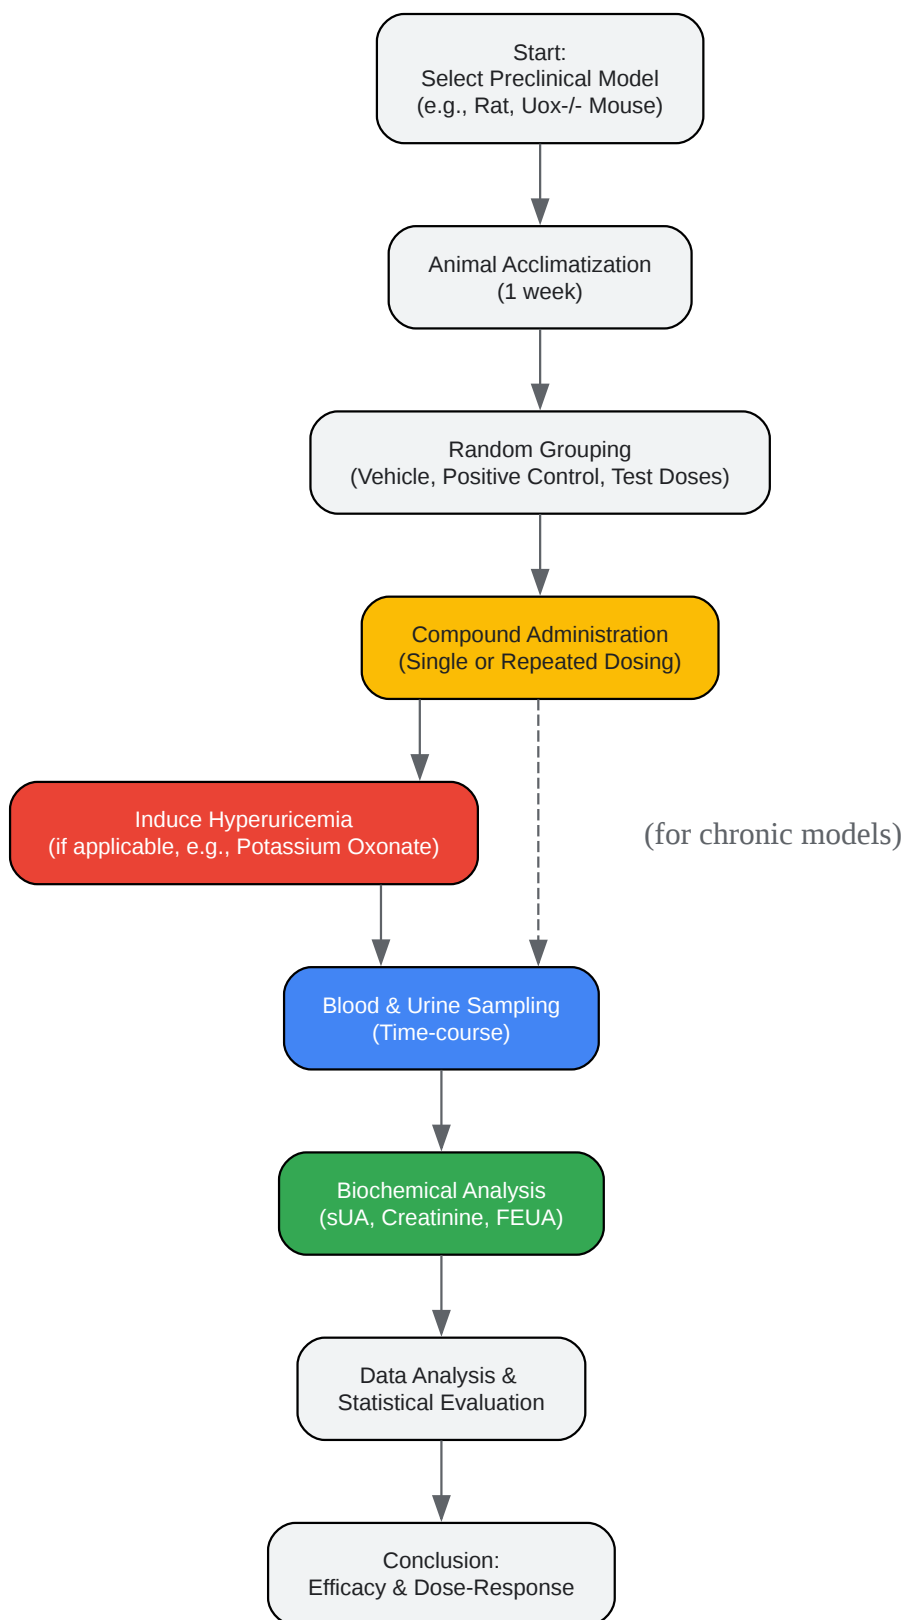 Start:
Select Preclinical Model
(e.g., Rat, Uox-/- Mouse)
Animal Acclimatization
(1 week)
Random Grouping
(Vehicle, Positive Control, Test Doses)
Compound Administration
(Single or Repeated Dosing)
Induce Hyperuricemia
(if applicable, e.g., Potassium Oxonate)
(for chronic models)
Blood & Urine Sampling
(Time-course)
Biochemical Analysis
(sUA, Creatinine, FEUA)
Data Analysis &
Statistical Evaluation
Conclusion:
Efficacy & Dose-Response